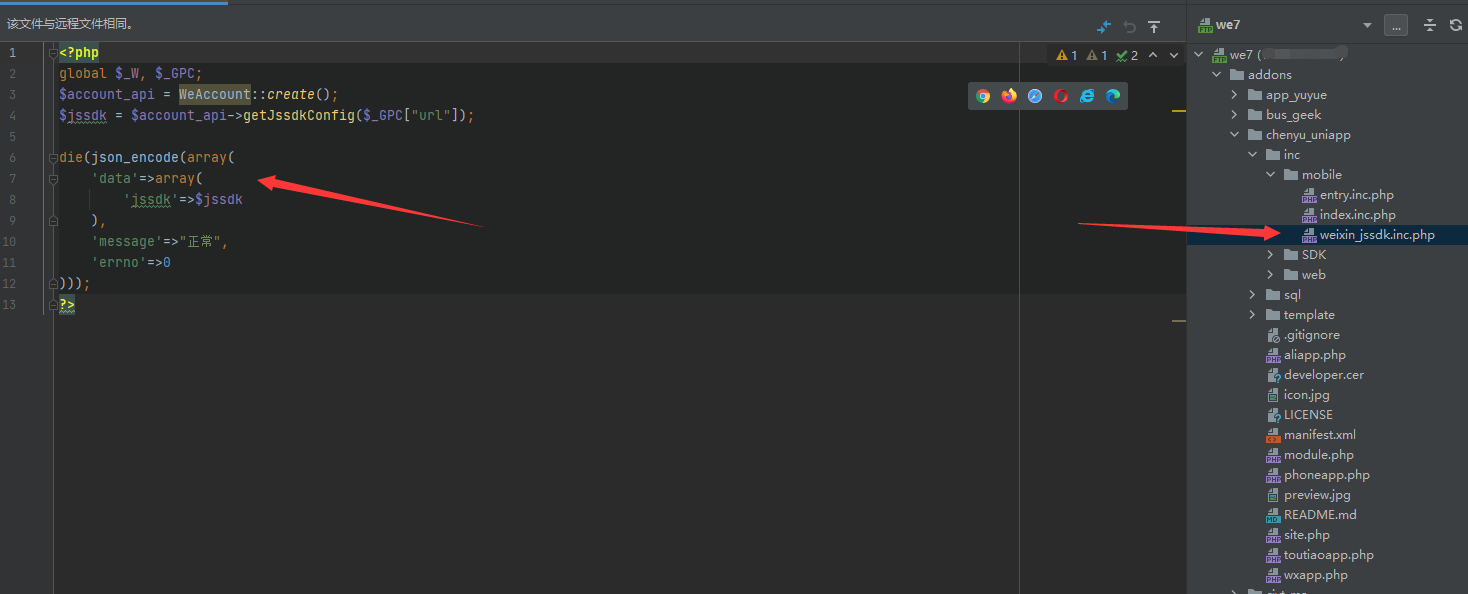 该文件与远程文件相同。
1 <?php
2 global $_W, $_GPC;
3 $account_api = WeAccount::create();
4 $jssdk = $account_api->getJssdkConfig($_GPC["url"]);
5
6 die(json_encode(array(
7 'data'=>array(
8 'jssdk'=>$jssdk
9 ),
10 'message'=>"正常",
11 'errno'=>0
12 )));
13 ?>
1 1 2
we7
...
we7 (
addons
app_yuyue
bus_geek
chenyu_uniapp
inc
mobile
entry.inc.php
index.inc.php
weixin_jssdk.inc.php
SDK
web
sql
template
.gitignore
aliapp.php
developer.cer
icon.jpg
LICENSE
manifest.xml
module.php
phoneapp.php
preview.jpg
README.md
site.php
toutiaoapp.php
wxapp.php